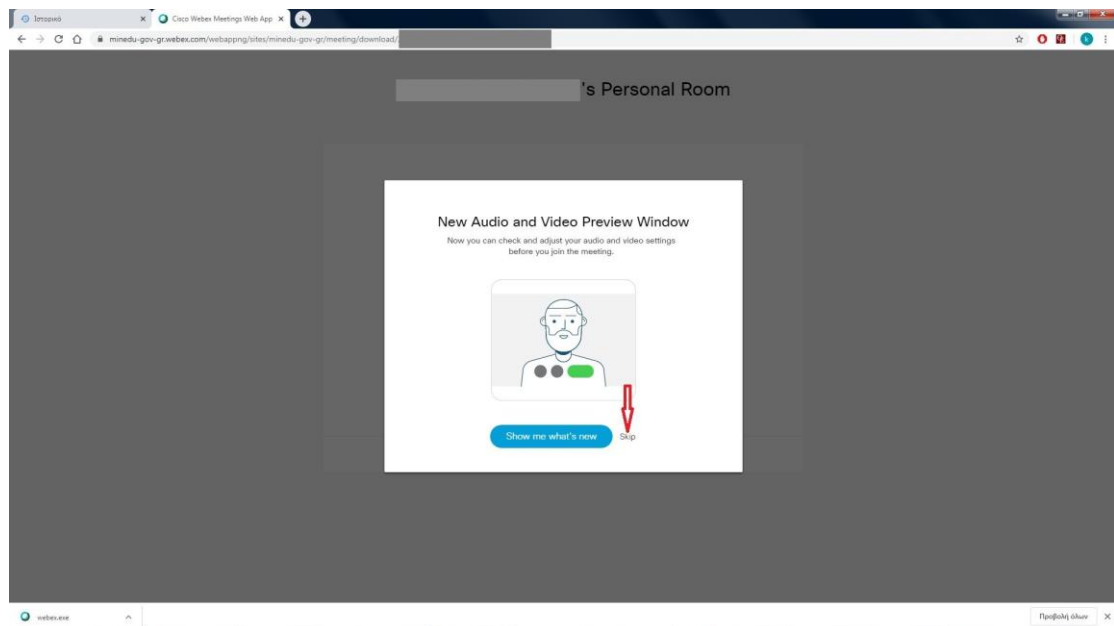 Ιστορικό
Cisco Webex Meetings Web App
minedu-gov-gr.webex.com/webappng/sites/minedu-gov-gr/meeting/download/
's Personal Room
New Audio and Video Preview Window
Now you can check and adjust your audio and video settings
before you join the meeting.
Show me what's new Skip
webex.exe
Προβολή όλων